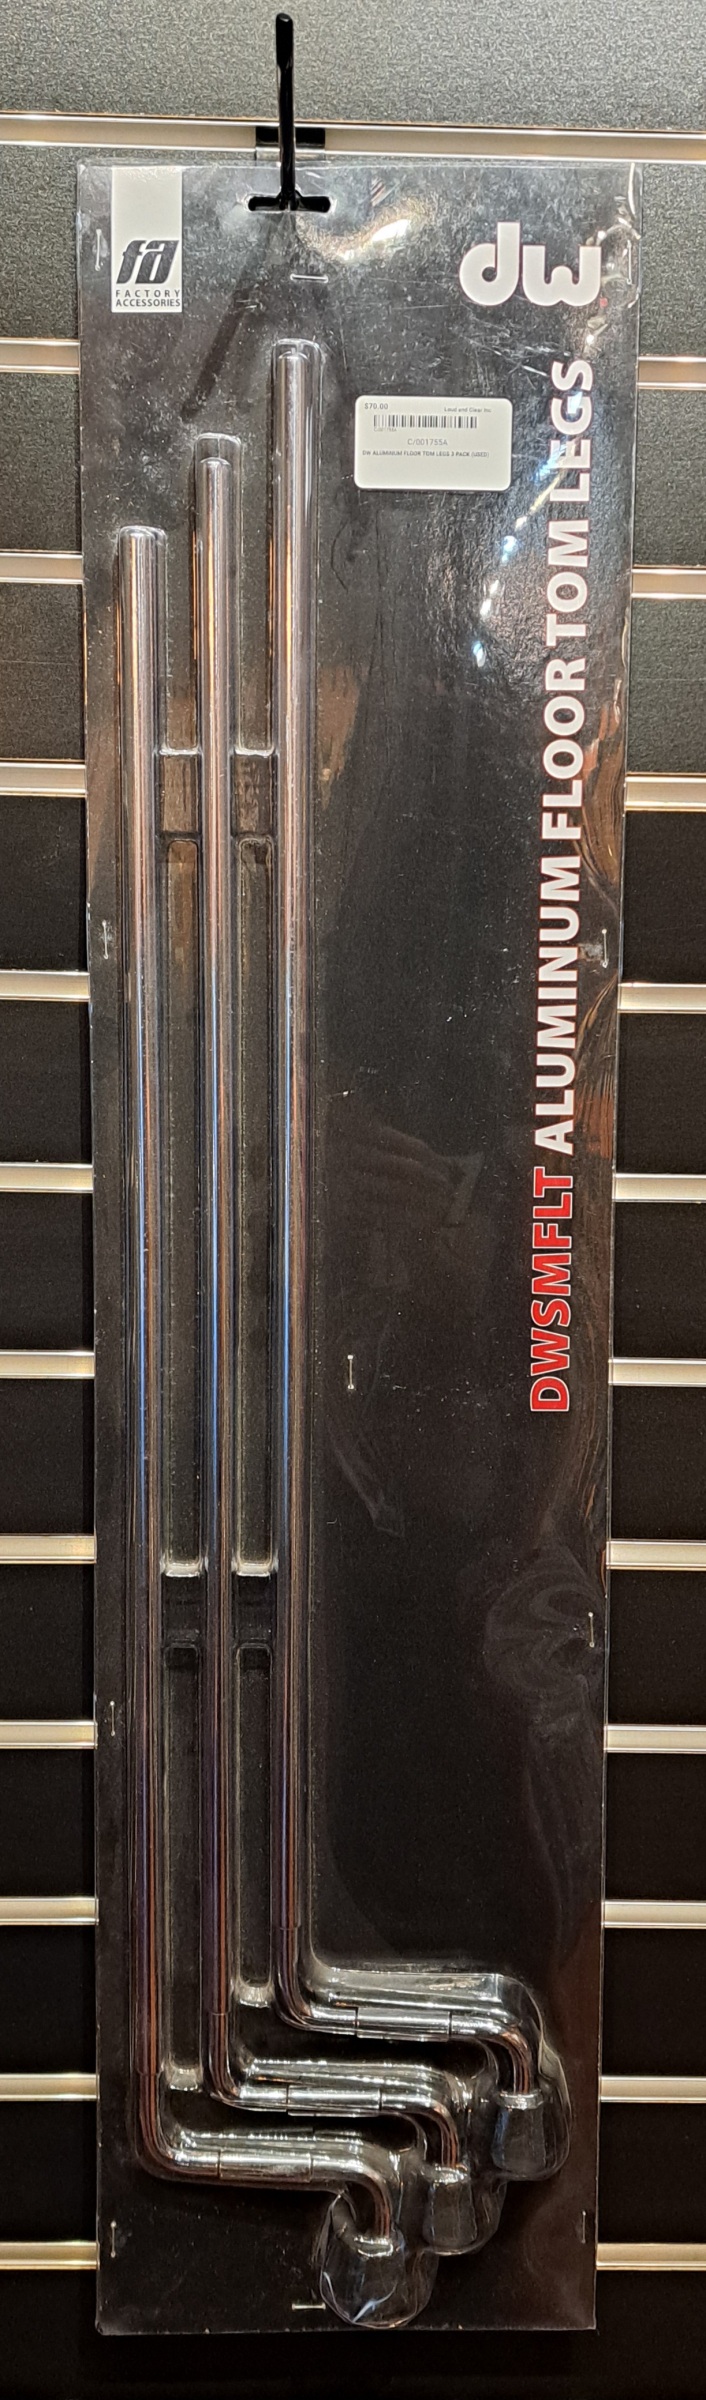 fa
FACTORY
ACCESSORIES
dw
$70.00 Loud and Clear Inc
C/001755A
C/001755A
DW ALUMINUM FLOOR TOM LEGS 3 PACK (USED)
DWSMFLT ALUMINUM FLOOR TOM LEGS